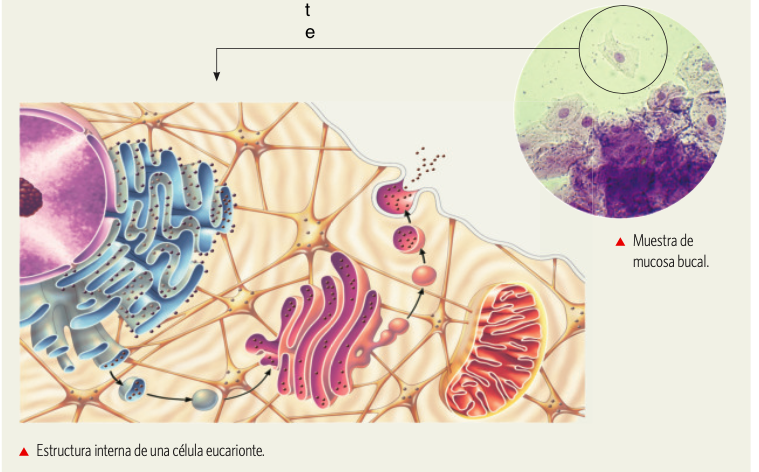 t
e
Muestra de
mucosa bucal.
Estructura interna de una célula eucarionte.